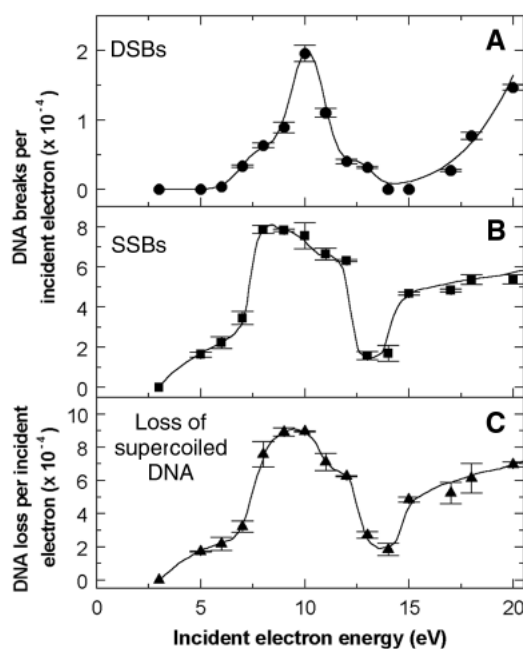 A
DSBs
2
1
0
DNA breaks per
incident electron (x 10⁻⁴)
B
SSBs
8
6
4
2
0
C
Loss of
supercoiled
DNA
10
8
6
4
2
0
DNA loss per incident
electron (x 10⁻⁴)
0 5 10 15 20
Incident electron energy (eV)